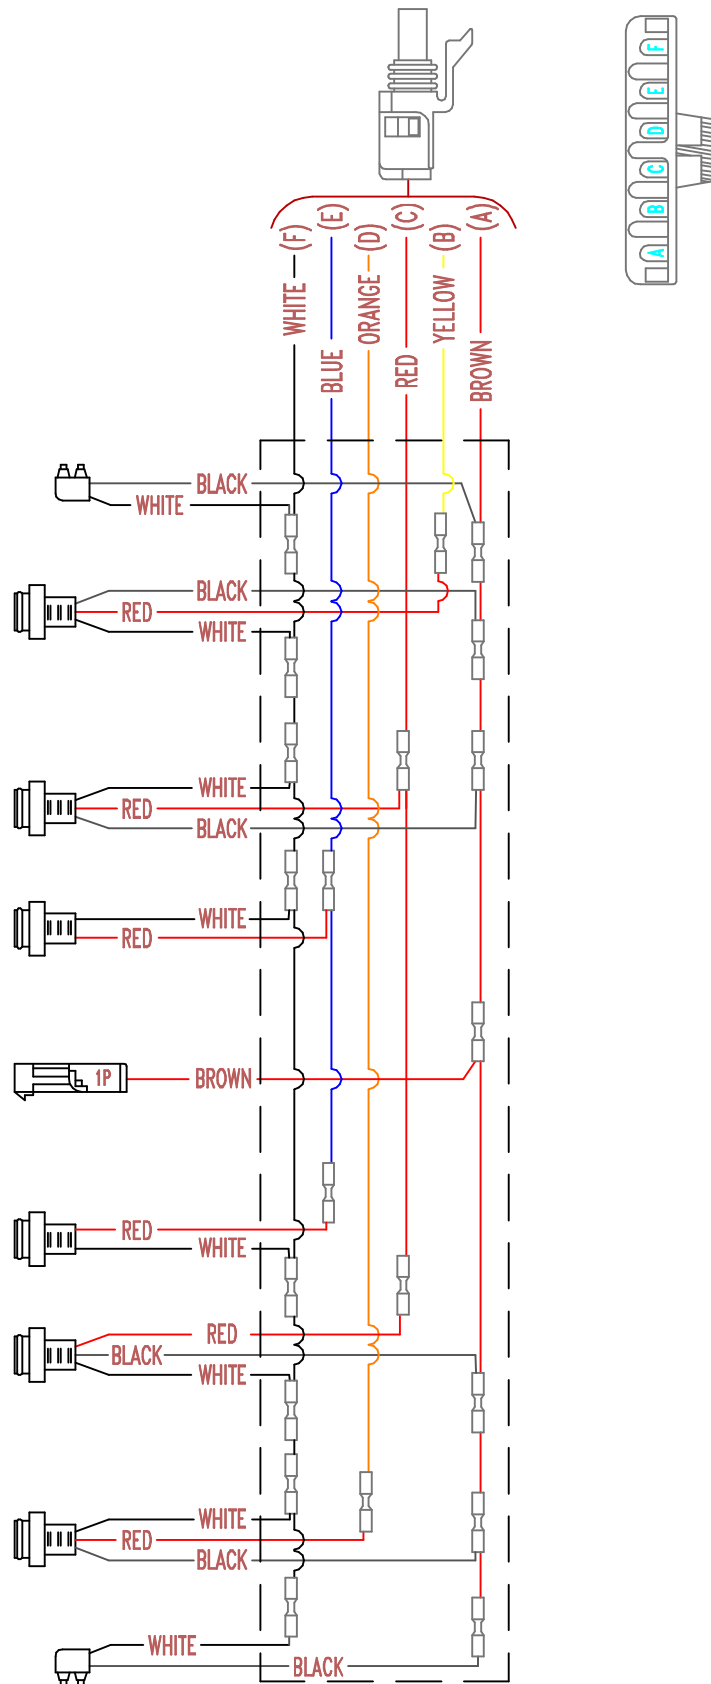 F
E
D
C
B
A
(F) (E) (D) (C) (B) (A)
WHITE BLUE ORANGE RED YELLOW BROWN
BLACK
WHITE
BLACK
RED
WHITE
WHITE
RED
BLACK
WHITE
RED
1P BROWN
RED
WHITE
RED
BLACK
WHITE
WHITE
RED
BLACK
WHITE
BLACK